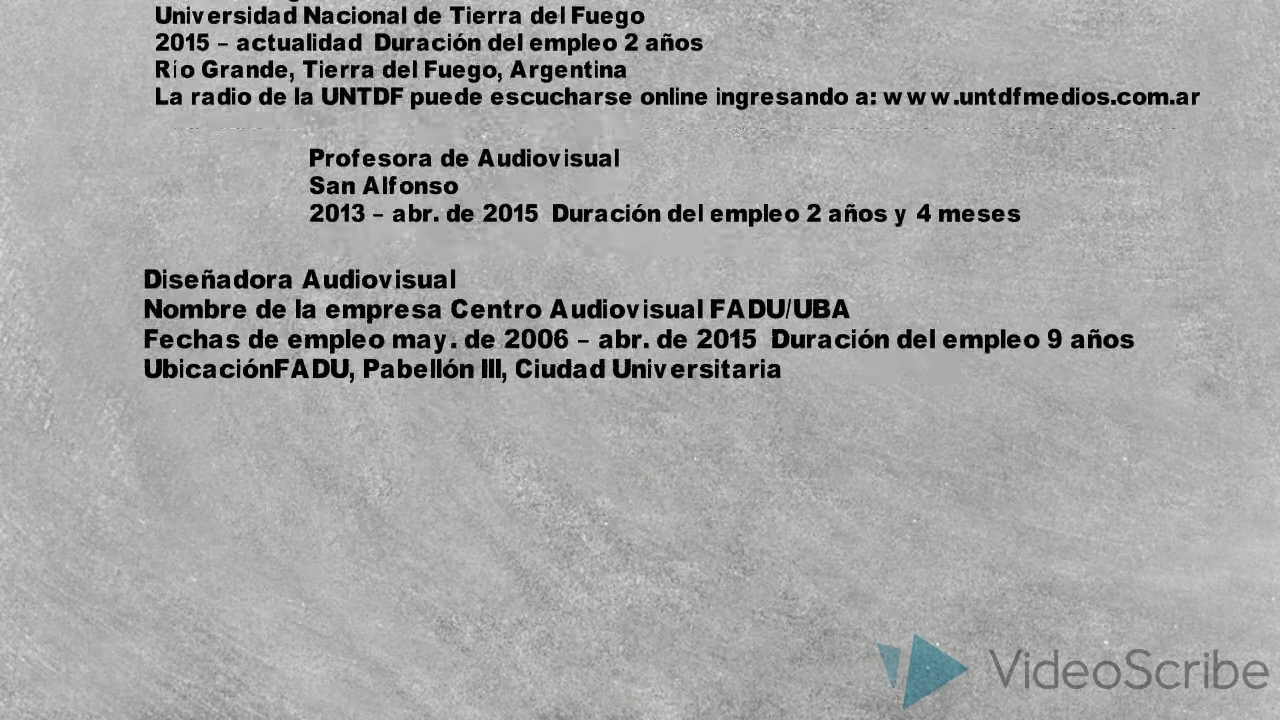 Universidad Nacional de Tierra del Fuego
2015 – actualidad Duración del empleo 2 años
Río Grande, Tierra del Fuego, Argentina
La radio de la UNTDF puede escucharse online ingresando a: www.untdfmedios.com.ar
Profesora de Audiovisual
San Alfonso
2013 – abr. de 2015 Duración del empleo 2 años y 4 meses
Diseñadora Audiovisual
Nombre de la empresa Centro Audiovisual FADU/UBA
Fechas de empleo may. de 2006 – abr. de 2015 Duración del empleo 9 años
UbicaciónFADU, Pabellón III, Ciudad Universitaria
VideoScribe